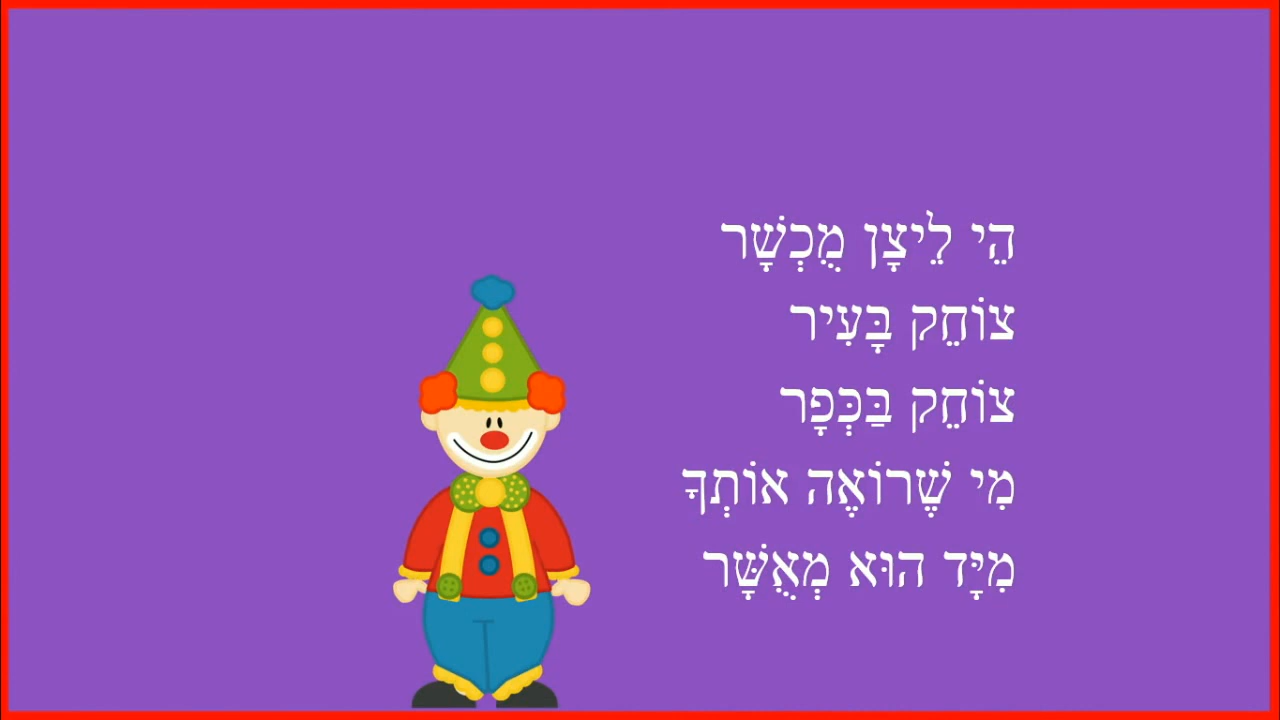 הֵי לֵיצָן מֻכְשָׁר
צוֹחֵק בָּעִיר
צוֹחֵק בַּכְּפָר
מִי שֶׁרוֹאֶה אוֹתְךָ
מִיָּד הוּא מְאֻשָּׁר